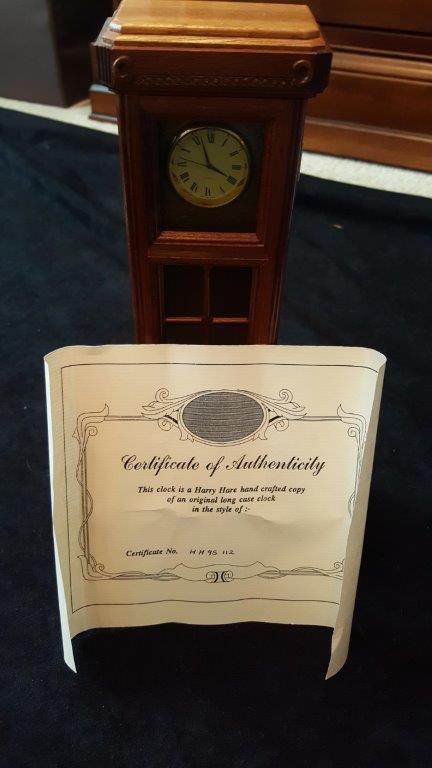 Certificate of Authenticity
This clock is a Harry Hare hand crafted copy
of an original long case clock
in the style of :-
Certificate No. HH95 112